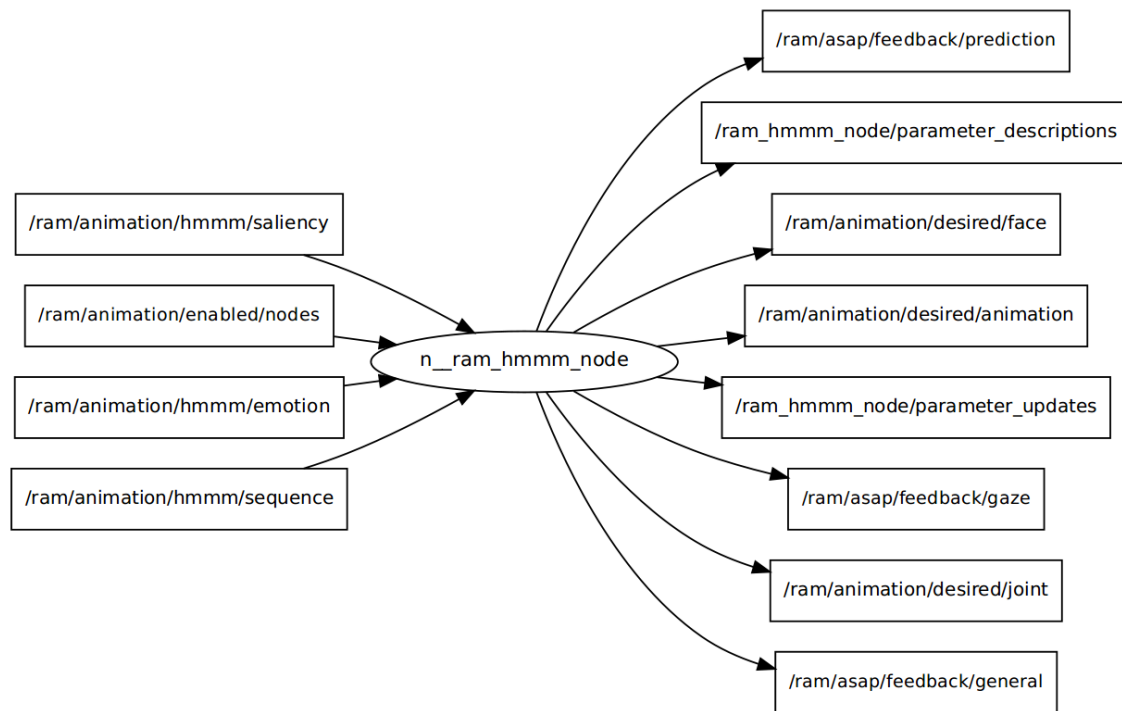 /ram/animation/hmmm/saliency
/ram/animation/enabled/nodes
/ram/animation/hmmm/emotion
/ram/animation/hmmm/sequence
n__ram_hmmm_node
/ram/asap/feedback/prediction
/ram_hmmm_node/parameter_descriptions
/ram/animation/desired/face
/ram/animation/desired/animation
/ram_hmmm_node/parameter_updates
/ram/asap/feedback/gaze
/ram/animation/desired/joint
/ram/asap/feedback/general